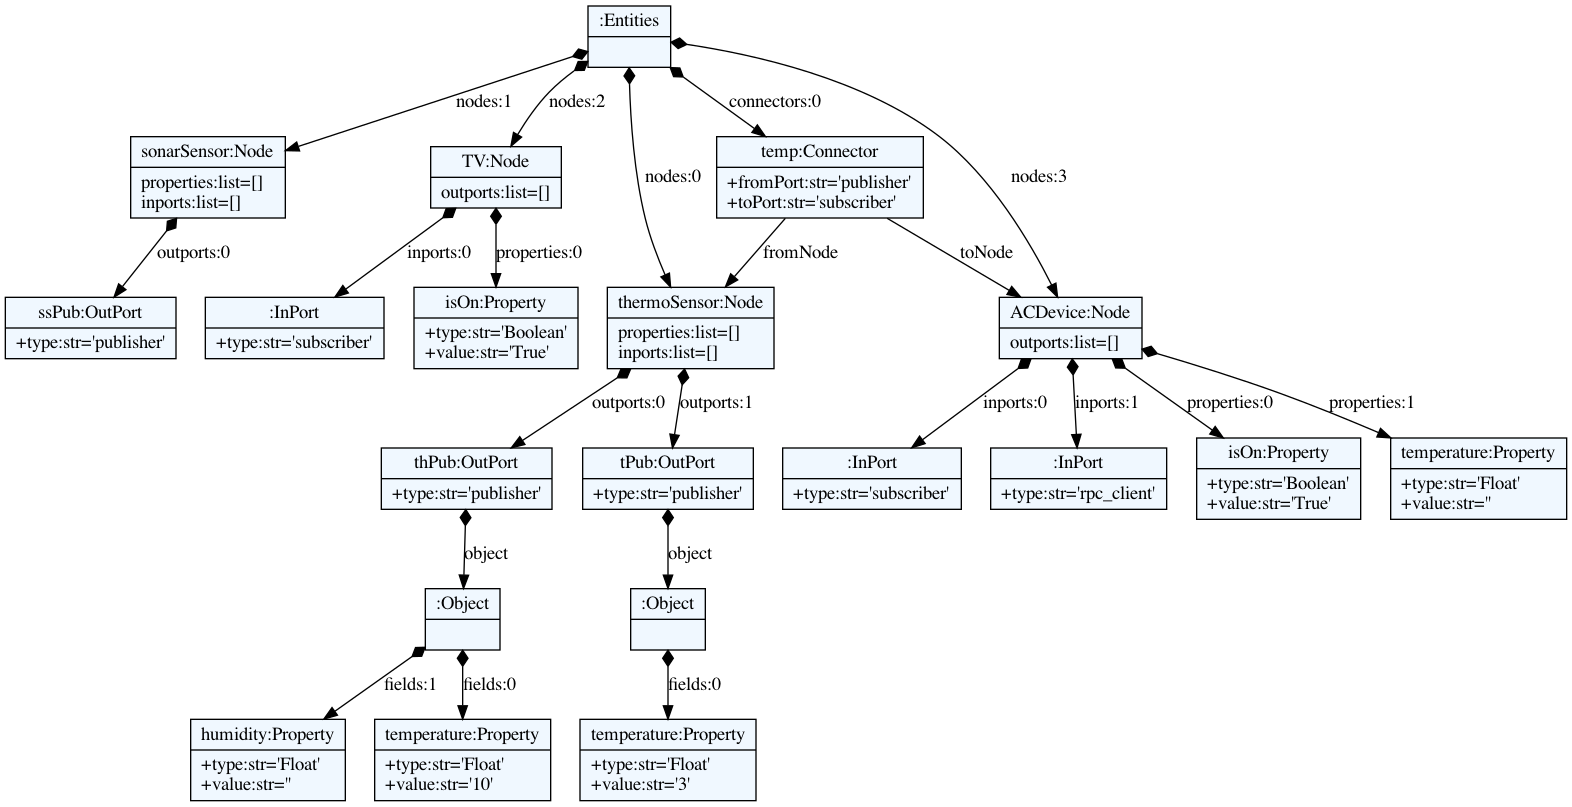 :Entities
nodes:1
nodes:2
connectors:0
nodes:0
nodes:3
sonarSensor:Node
properties:list=[]
inports:list=[]
TV:Node
outports:list=[]
temp:Connector
+fromPort:str='publisher'
+toPort:str='subscriber'
outports:0
inports:0
properties:0
fromNode
toNode
ssPub:OutPort
+type:str='publisher'
:InPort
+type:str='subscriber'
isOn:Property
+type:str='Boolean'
+value:str='True'
thermoSensor:Node
properties:list=[]
inports:list=[]
ACDevice:Node
outports:list=[]
outports:0
outports:1
inports:0
inports:1
properties:0
properties:1
thPub:OutPort
+type:str='publisher'
tPub:OutPort
+type:str='publisher'
:InPort
+type:str='subscriber'
:InPort
+type:str='rpc_client'
isOn:Property
+type:str='Boolean'
+value:str='True'
temperature:Property
+type:str='Float'
+value:str=''
object
object
:Object
:Object
fields:1
fields:0
fields:0
humidity:Property
+type:str='Float'
+value:str=''
temperature:Property
+type:str='Float'
+value:str='10'
temperature:Property
+type:str='Float'
+value:str='3'